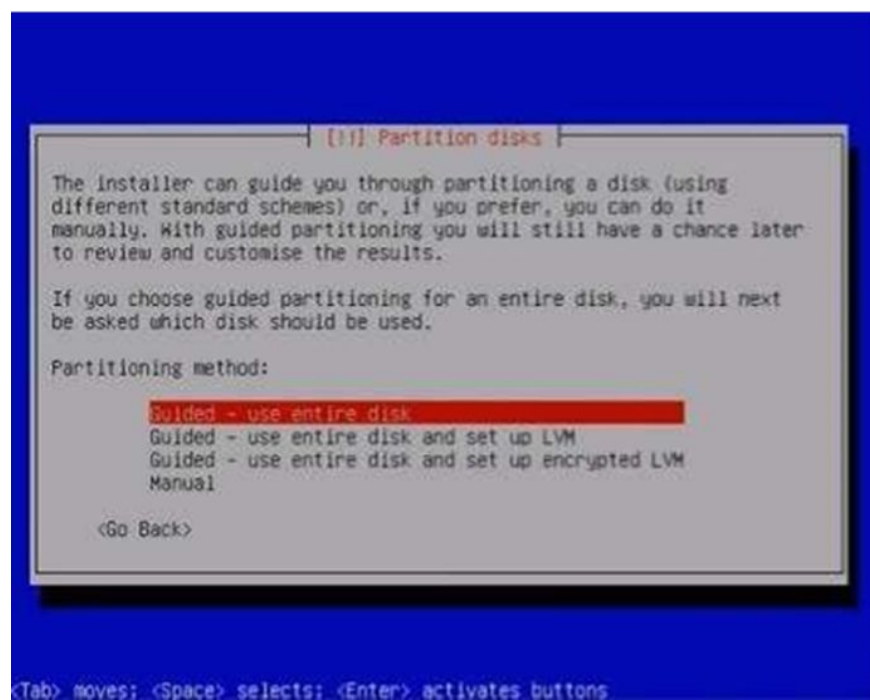 [!!] Partition disks
The installer can guide you through partitioning a disk (using
different standard schemes) or, if you prefer, you can do it
manually. With guided partitioning you will still have a chance later
to review and customise the results.
If you choose guided partitioning for an entire disk, you will next
be asked which disk should be used.
Partitioning method:
Guided - use entire disk
Guided - use entire disk and set up LVM
Guided - use entire disk and set up encrypted LVM
Manual
<Go Back>
<Tab> moves; <Space> selects; <Enter> activates buttons